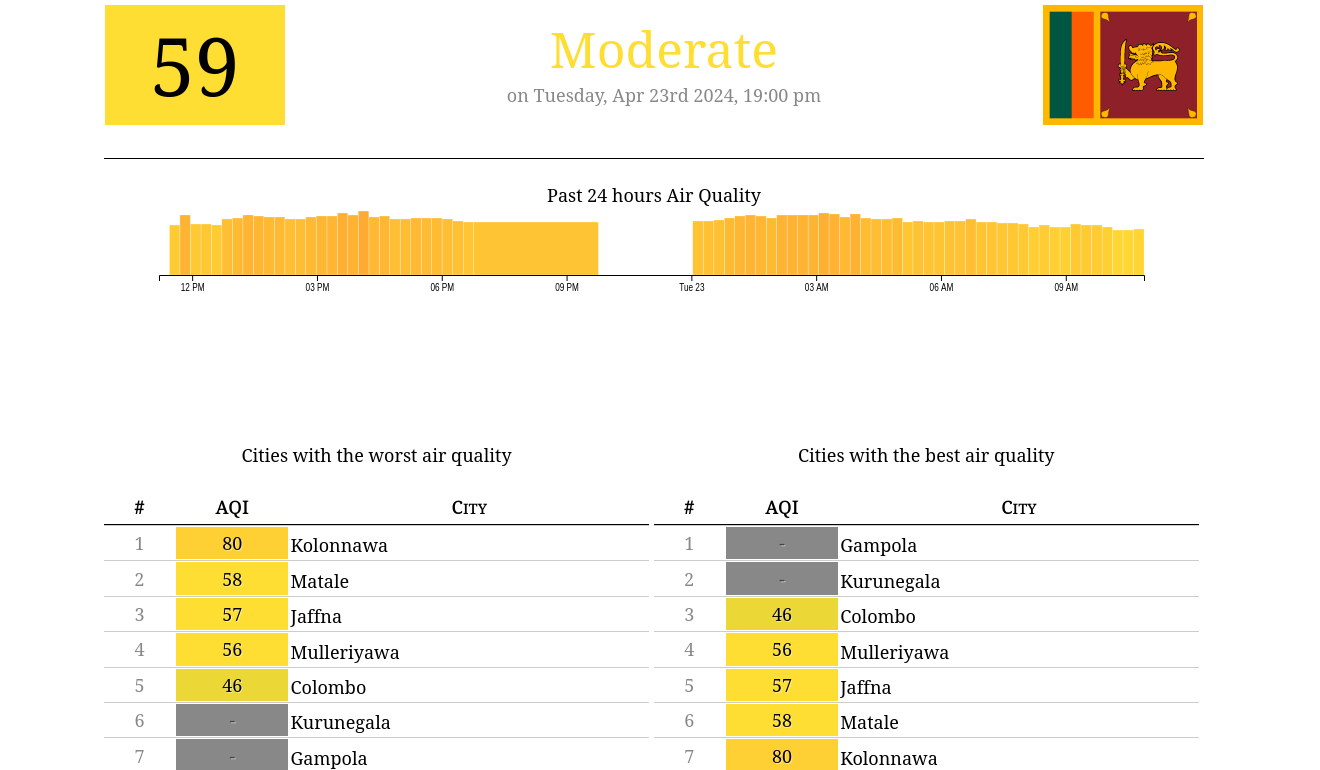 59
Moderate
on Tuesday, Apr 23rd 2024, 19:00 pm
Past 24 hours Air Quality
12 PM 03 PM 06 PM 09 PM Tue 23 03 AM 06 AM 09 AM
Cities with the worst air quality
# AQI City
1 80 Kolonnawa
2 58 Matale
3 57 Jaffna
4 56 Mulleriyawa
5 46 Colombo
6 - Kurunegala
7 - Gampola
Cities with the best air quality
# AQI City
1 - Gampola
2 - Kurunegala
3 46 Colombo
4 56 Mulleriyawa
5 57 Jaffna
6 58 Matale
7 80 Kolonnawa